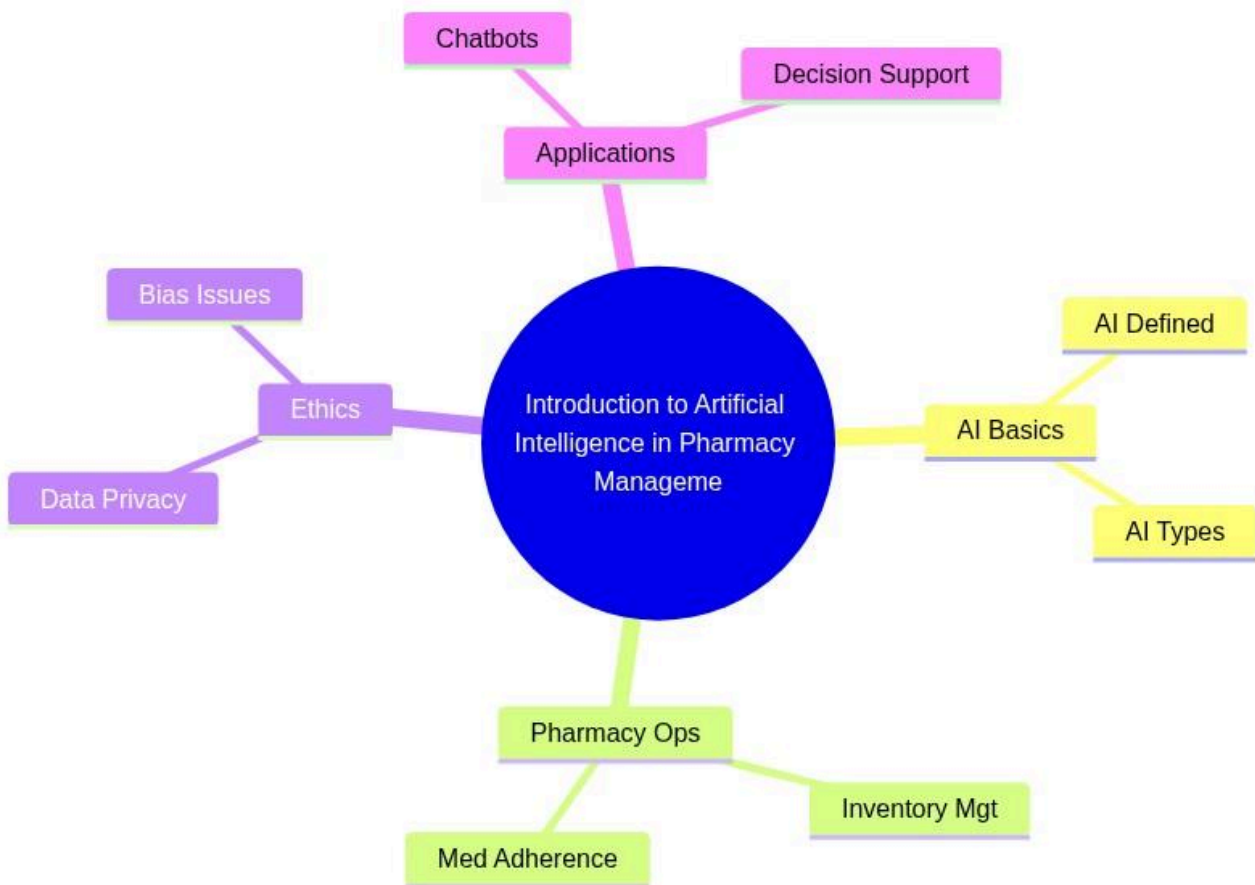 Chatbots
Decision Support
Applications
Bias Issues
AI Defined
Ethics
Introduction to Artificial
Intelligence in Pharmacy
Manageme
AI Basics
Data Privacy
AI Types
Pharmacy Ops
Inventory Mgt
Med Adherence